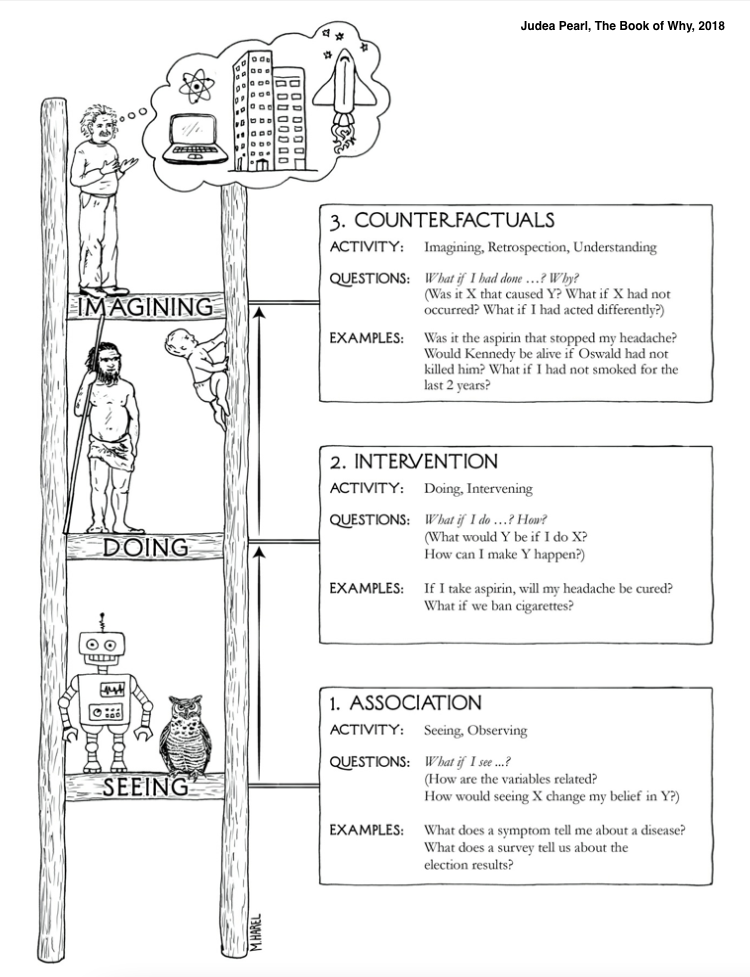 Judea Pearl, The Book of Why, 2018
3. COUNTERFACTUALS
ACTIVITY: Imagining, Retrospection, Understanding
QUESTIONS: What if I had done …? Why?
(Was it X that caused Y? What if X had not
occurred? What if I had acted differently?)
EXAMPLES: Was it the aspirin that stopped my headache?
Would Kennedy be alive if Oswald had not
killed him? What if I had not smoked for the
last 2 years?
IMAGINING
2. INTERVENTION
ACTIVITY: Doing, Intervening
QUESTIONS: What if I do …? How?
(What would Y be if I do X?
How can I make Y happen?)
EXAMPLES: If I take aspirin, will my headache be cured?
What if we ban cigarettes?
DOING
1. ASSOCIATION
ACTIVITY: Seeing, Observing
QUESTIONS: What if I see ...?
(How are the variables related?
How would seeing X change my belief in Y?)
EXAMPLES: What does a symptom tell me about a disease?
What does a survey tell us about the
election results?
SEEING
M.HAREL